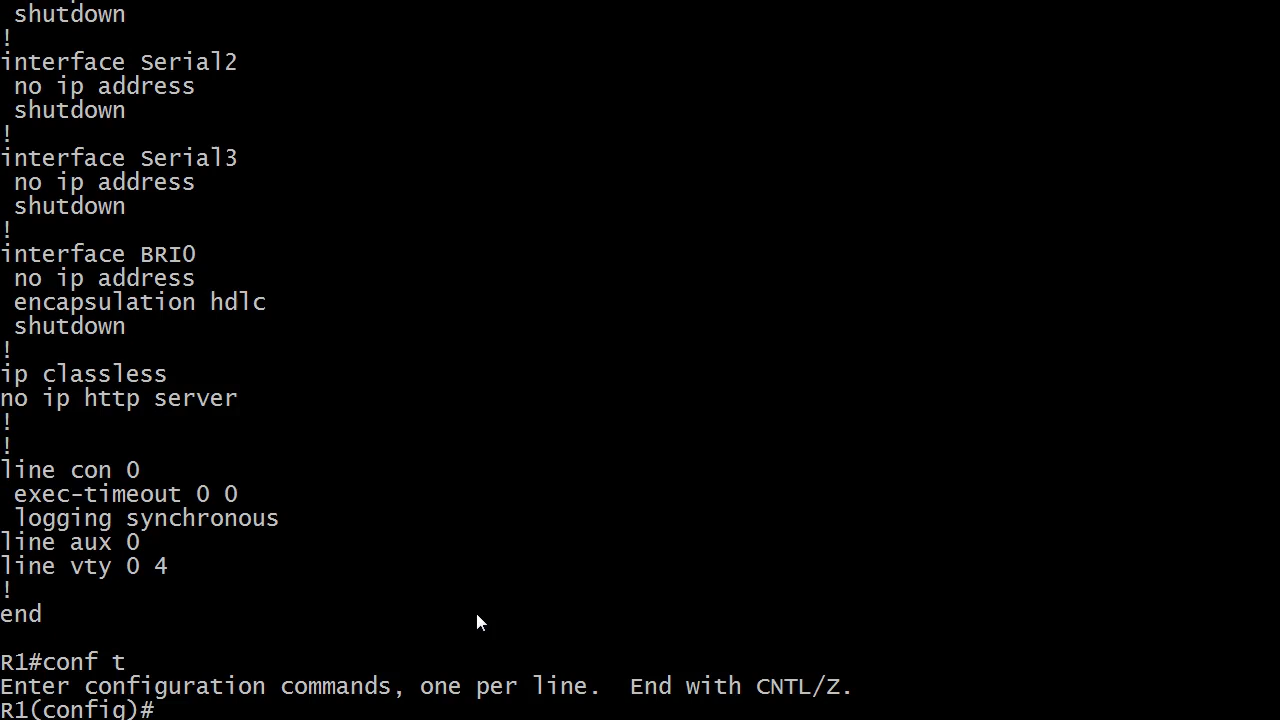 shutdown
!
interface Serial2
 no ip address
 shutdown
!
interface Serial3
 no ip address
 shutdown
!
interface BRI0
 no ip address
 encapsulation hdlc
 shutdown
!
ip classless
no ip http server
!
!
line con 0
 exec-timeout 0 0
 logging synchronous
line aux 0
line vty 0 4
!
end
R1#conf t
Enter configuration commands, one per line.  End with CNTL/Z.
R1(config)#